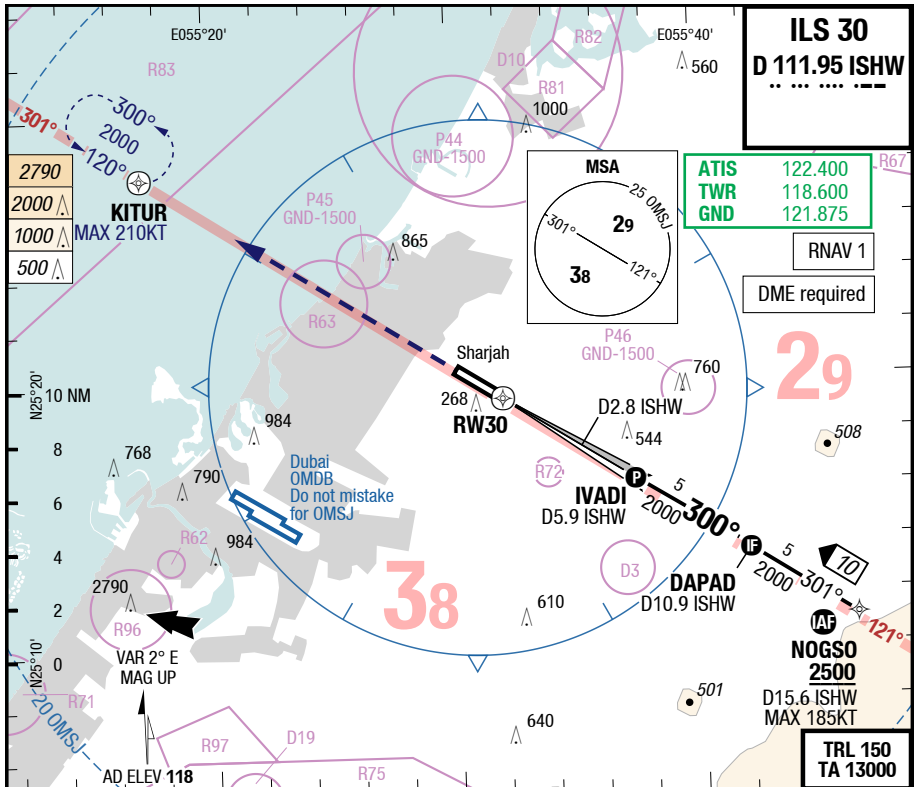 E055°20'
E055°40'
ILS 30
D 111.95 ISHW
R83
R82
D10
R81
560
1000
301°
300°
2000
120°
P44
GND-1500
MSA
25 OMSJ
301°
29
38
121°
ATIS 122.400
TWR 118.600
GND 121.875
R67
2790
2000
1000
500
KITUR
MAX 210KT
P45
GND-1500
865
RNAV 1
DME required
R63
Sharjah
P46
GND-1500
760
29
N25°20'
10 NM
268
RW30
D2.8 ISHW
984
544
508
768
8
790
Dubai
OMDB
Do not mistake
for OMSJ
R72
P
5
IVADI
D5.9 ISHW
2000
300°
6
R62
984
IF
5
10
4
D3
DAPAD
D10.9 ISHW
2000
301°
2790
38
610
2
R96
IAF
121°
NOGSO
2500
D15.6 ISHW
MAX 185KT
VAR 2° E
MAG UP
N25°10'
0
R71
20 OMSJ
501
640
D19
R97
R75
AD ELEV 118
TRL 150
TA 13000